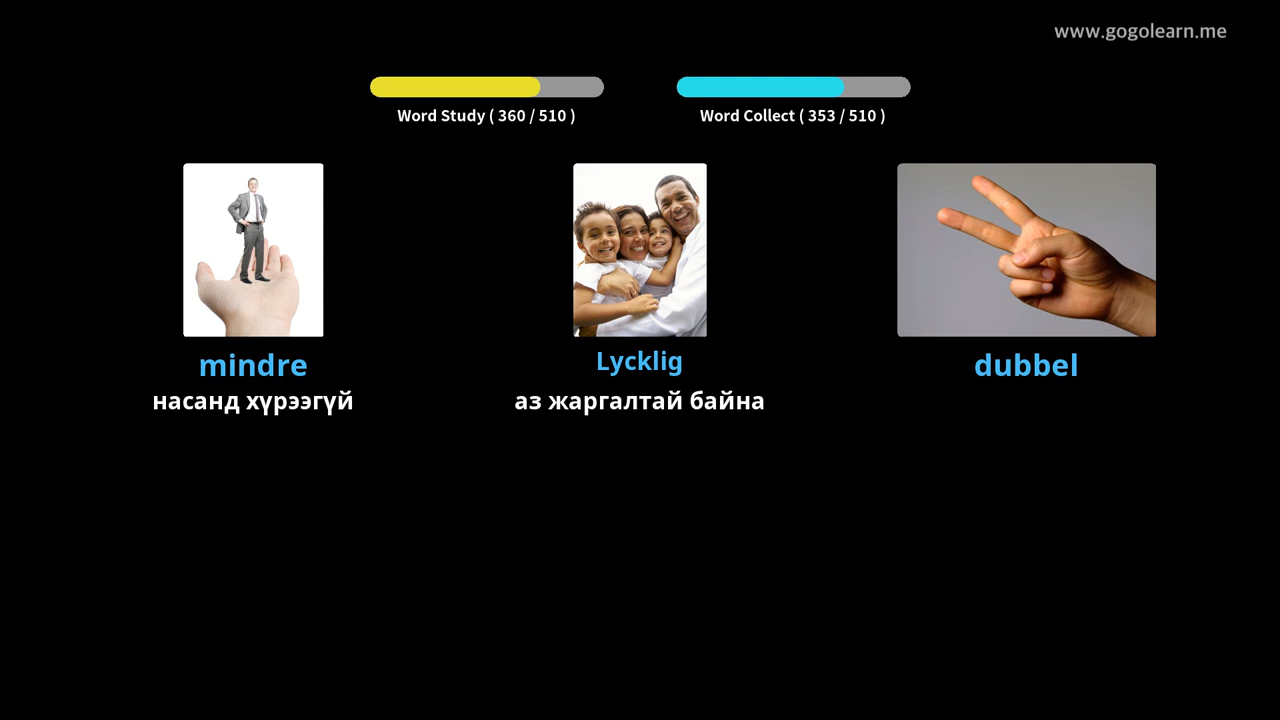 www.gogolearn.me
Word Study ( 360 / 510 )
Word Collect ( 353 / 510 )
mindre
Lycklig
dubbel
насанд хүрээгүй
аз жаргалтай байна